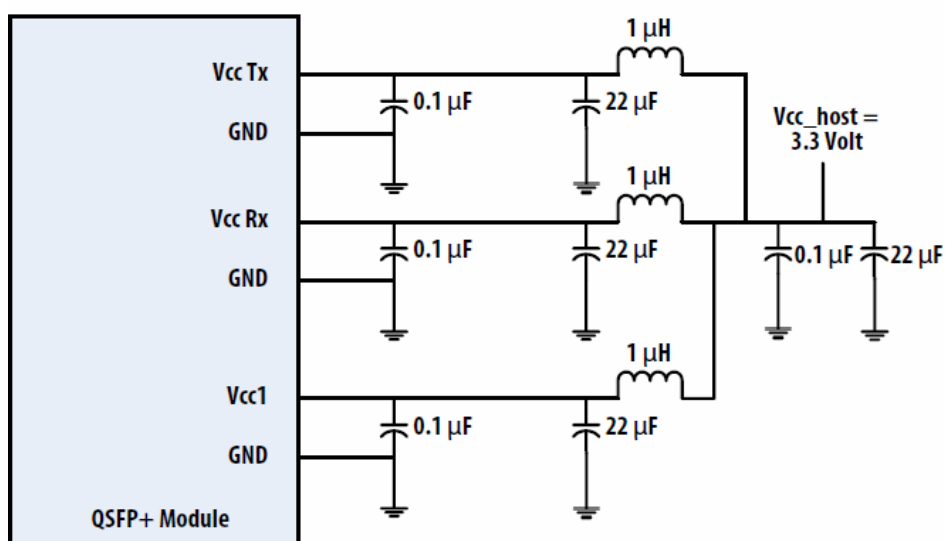 1 μH
Vcc Tx
0.1 μF
22 μF
Vcc_host =
3.3 Volt
GND
1 μH
Vcc Rx
0.1 μF
22 μF
0.1 μF
22 μF
GND
1 μH
Vcc1
0.1 μF
22 μF
GND
QSFP+ Module